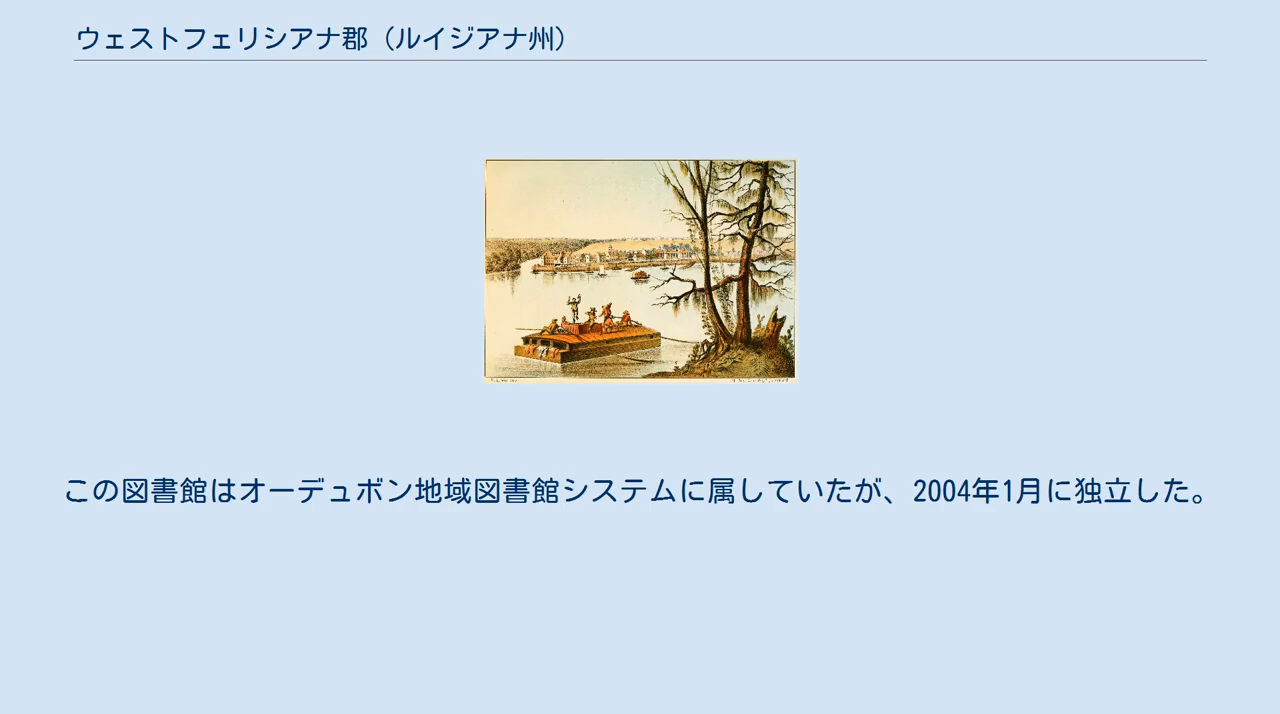 ウェストフェリシアナ郡（ルイジアナ州）
この図書館はオーデュボン地域図書館システムに属していたが、2004年1月に独立した。